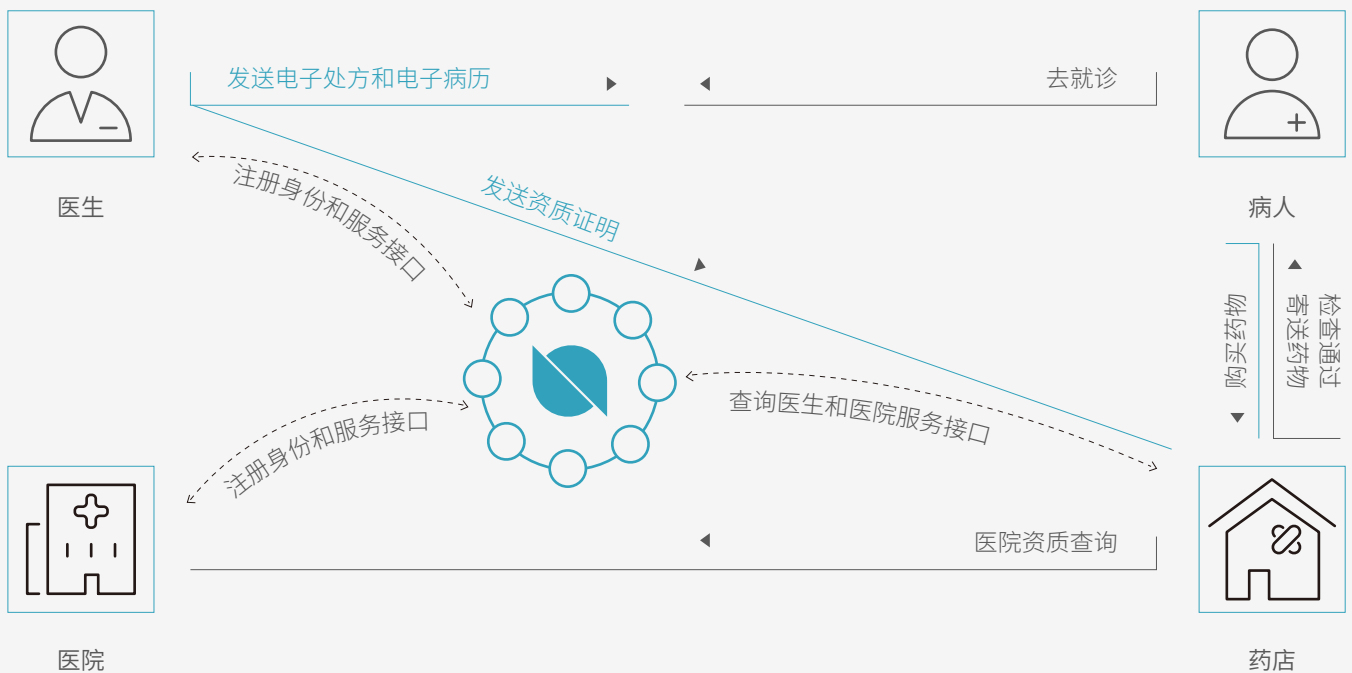 发送电子处方和电子病历
去就诊
医生
注册身份和服务接口
发送资质证明
病人
购买药物
检查通过
寄送药物
查询医生和医院服务接口
注册身份和服务接口
医院资质查询
医院
药店